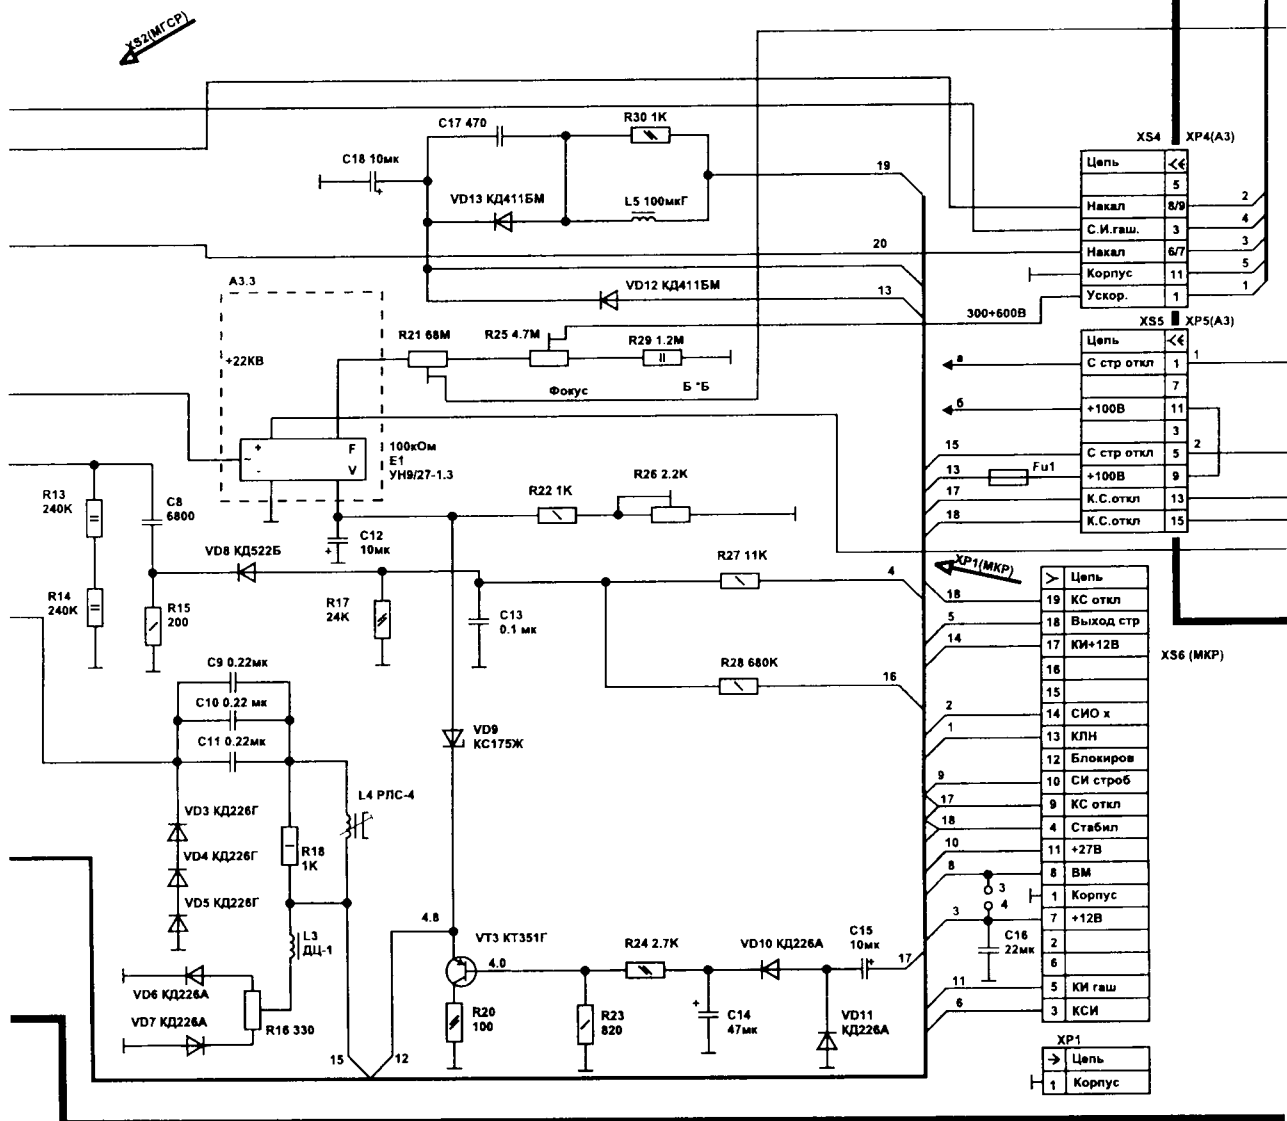 XS2(МГСР)
C17 470
R30 1K
C18 10мк
VD13 КД411БМ
L5 100мкГ
19
20
VD12 КД411БМ
13
300+600В
XS4
XP4(A3)
Цепь
5
Накал 8/9 2
С.И.гаш. 3 4
Накал 6/7 3
Корпус 11 5
Ускор. 1 1
XS5
XP5(A3)
Цепь
а С стр откл 1 1
7
б +100В 11
3
15 С стр откл 5 2
13 Fu1 +100В 9
17 К.С.откл 13
18 К.С.откл 15
A3.3
+22КВ
R21 68M
R25 4.7M
R29 1.2M
Фокус
Б *Б
+
F
~
-
V
100кОм
E1
УН9/27-1.3
R13
240K
C8
6800
R22 1K
R26 2.2K
C12
10мк
+
VD8 КД522Б
R27 11K
4
R14
240K
R15
200
R17
24K
C13
0.1 мк
R28 680K
16
C9 0.22мк
C10 0.22 мк
C11 0.22мк
VD9
КС175Ж
L4 РЛС-4
VD3 КД226Г
VD4 КД226Г
VD5 КД226Г
R18
1K
L3
ДЦ-1
VD6 КД226А
VD7 КД226А
R16 330
4.8
VT3 КТ351Г
4.0
R20
100
R24 2.7K
R23
820
VD10 КД226А
C15
10мк
+
17
+
C14
47мк
VD11
КД226А
15
12
XP1(МКР)
Цепь
18 19 КС откл
5 18 Выход стр
14 17 КИ+12В
XS6 (МКР)
16
15
2 14 СИО х
1 13 КЛН
12 Блокиров
9 10 СИ строб
17 9 КС откл
18 4 Стабил
10 11 +27В
8 8 ВМ
3
4
1 Корпус
3 7 +12В
C16
22мк
2
6
11 5 КИ гаш
6 3 КСИ
XP1
Цепь
1 Корпус